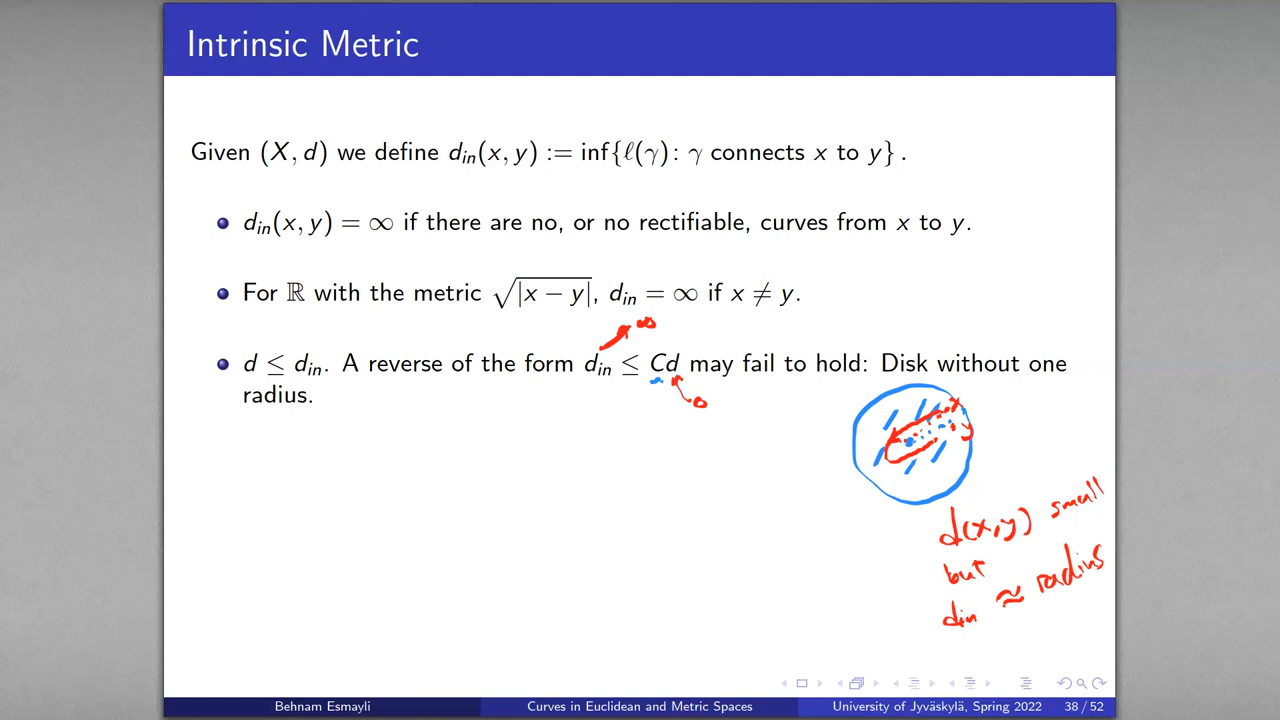 Intrinsic Metric
Given (X, d) we define d_in(x, y) := inf{ℓ(γ): γ connects x to y} .
d_in(x, y) = ∞ if there are no, or no rectifiable, curves from x to y.
For ℝ with the metric √|x − y|, d_in = ∞ if x ≠ y.
∞
d ≤ d_in. A reverse of the form d_in ≤ Cd may fail to hold: Disk without one
radius.
0
x
y
d(x,y) small
but
d_in ≈ radius
Behnam Esmayli
Curves in Euclidean and Metric Spaces
University of Jyväskylä, Spring 2022
38 / 52